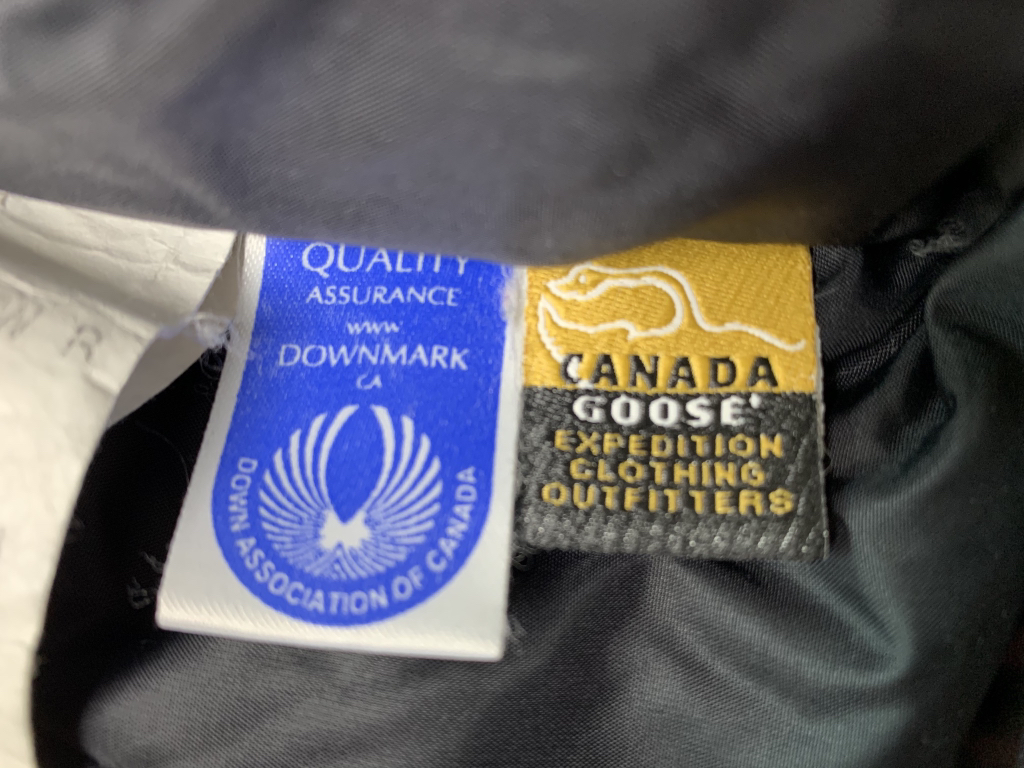 QUALITY
ASSURANCE
www
DOWNMARK
CA
DOWN ASSOCIATION OF CANADA
CANADA
GOOSE
EXPEDITION
CLOTHING
OUTFITTERS